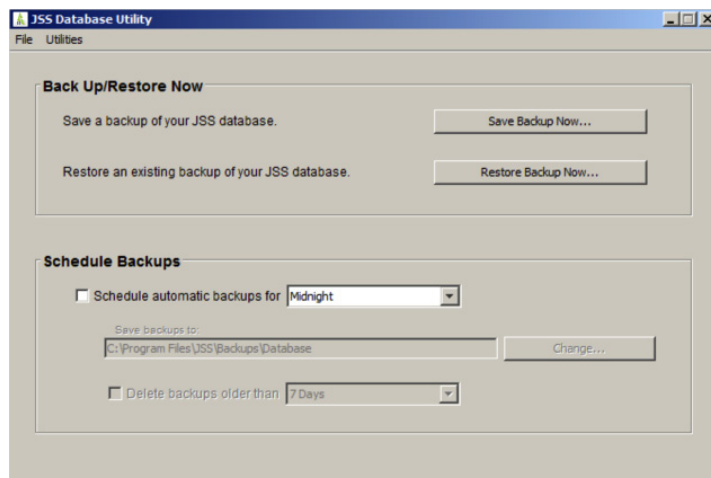 JSS Database Utility
File Utilities
Back Up/Restore Now
Save a backup of your JSS database. Save Backup Now...
Restore an existing backup of your JSS database. Restore Backup Now...
Schedule Backups
Schedule automatic backups for Midnight
Save backups to:
C:\Program Files\JSS\Backups\Database Change...
Delete backups older than 7 Days